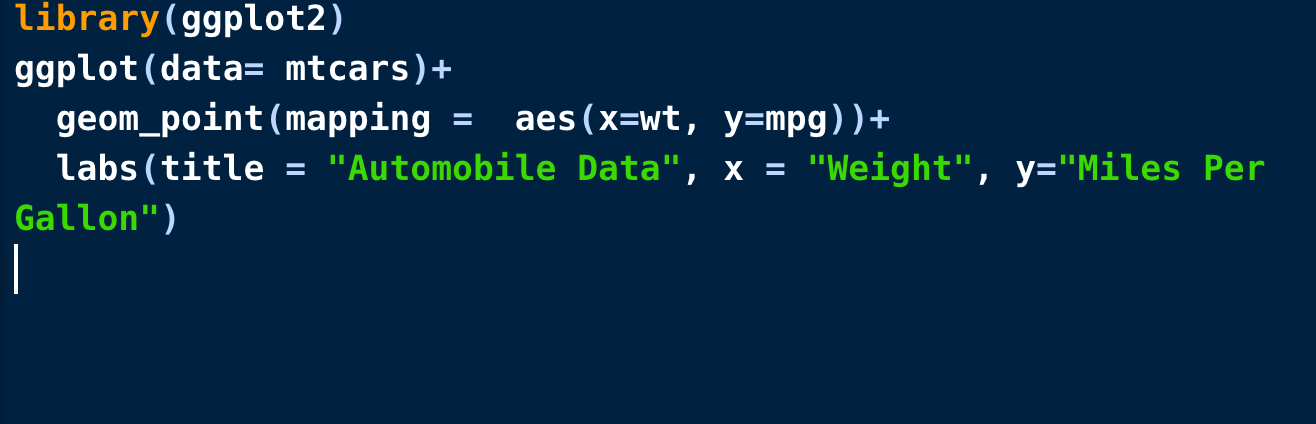 library(ggplot2)
ggplot(data= mtcars)+
  geom_point(mapping =  aes(x=wt, y=mpg))+
  labs(title = "Automobile Data", x = "Weight", y="Miles Per
Gallon")